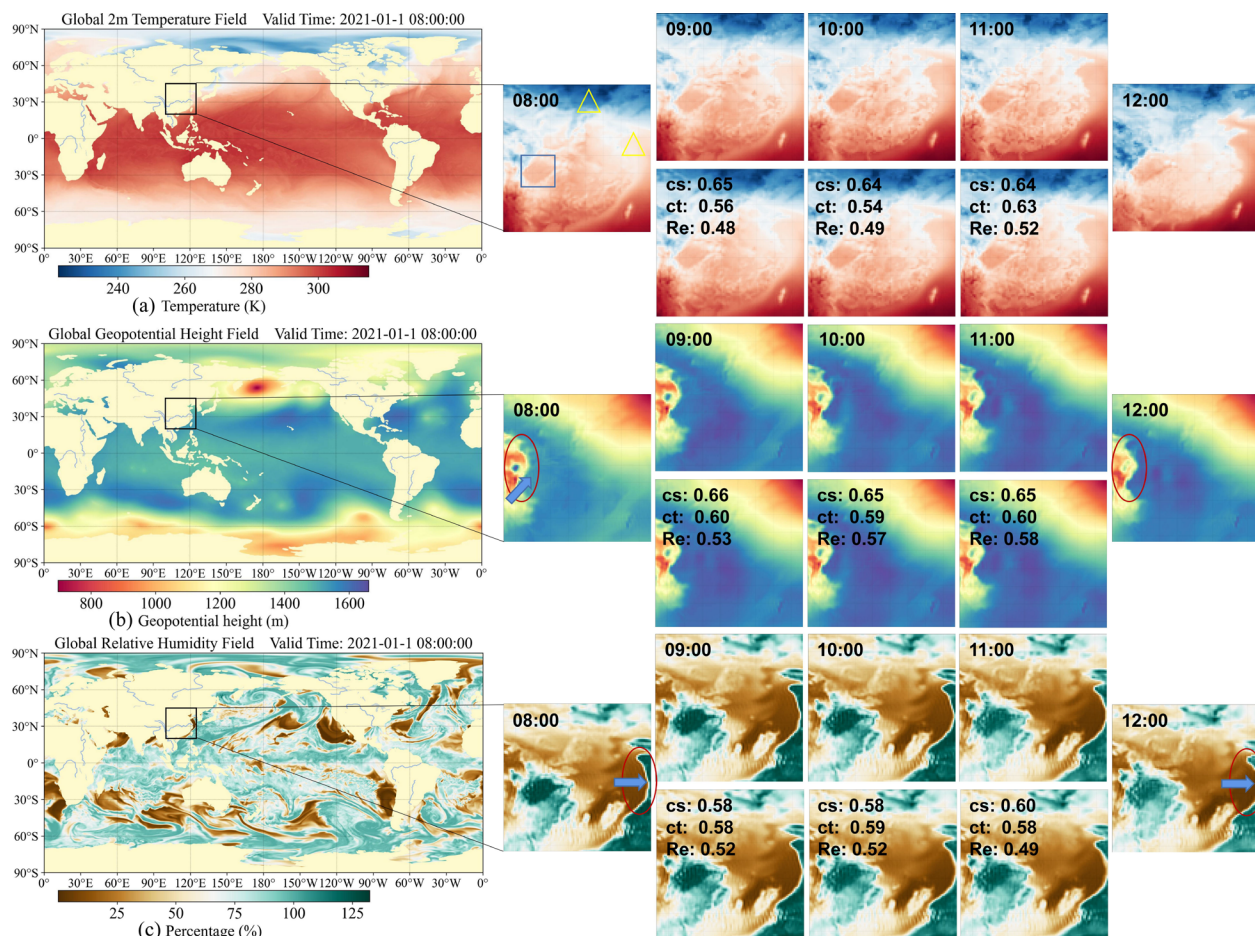 Global 2m Temperature Field Valid Time: 2021-01-1 08:00:00
90°N
60°N
30°N
0°
30°S
60°S
90°S
0° 30°E 60°E 90°E 120°E 150°E 180° 150°W 120°W 90°W 60°W 30°W 0°
240 260 280 300
(a) Temperature (K)
08:00
09:00 10:00 11:00
cs: 0.65
ct: 0.56
Re: 0.48
cs: 0.64
ct: 0.54
Re: 0.49
cs: 0.64
ct: 0.63
Re: 0.52
12:00
Global Geopotential Height Field Valid Time: 2021-01-1 08:00:00
90°N
60°N
30°N
0°
30°S
60°S
90°S
0° 30°E 60°E 90°E 120°E 150°E 180° 150°W 120°W 90°W 60°W 30°W 0°
800 1000 1200 1400 1600
(b) Geopotential height (m)
08:00
09:00 10:00 11:00
cs: 0.66
ct: 0.60
Re: 0.53
cs: 0.65
ct: 0.59
Re: 0.57
cs: 0.65
ct: 0.60
Re: 0.58
12:00
Global Relative Humidity Field Valid Time: 2021-01-1 08:00:00
90°N
60°N
30°N
0°
30°S
60°S
90°S
0° 30°E 60°E 90°E 120°E 150°E 180° 150°W 120°W 90°W 60°W 30°W 0°
25 50 75 100 125
(c) Percentage (%)
08:00
09:00 10:00 11:00
cs: 0.58
ct: 0.58
Re: 0.52
cs: 0.58
ct: 0.59
Re: 0.52
cs: 0.60
ct: 0.58
Re: 0.49
12:00